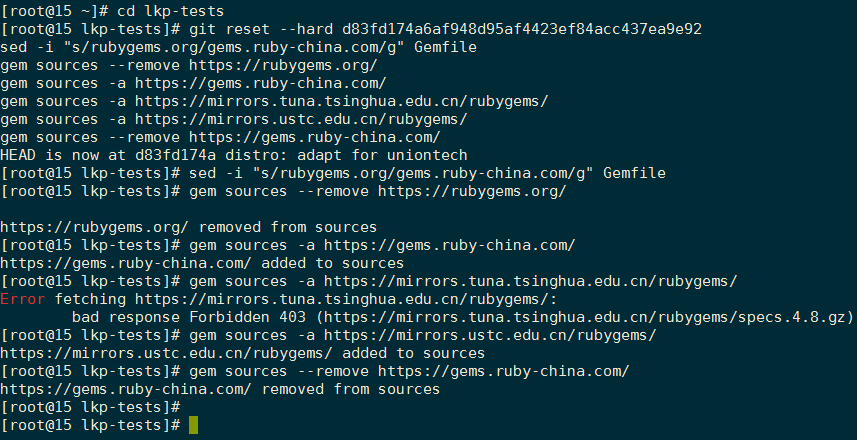 [root@15 ~]# cd lkp-tests
[root@15 lkp-tests]# git reset --hard d83fd174a6af948d95af4423ef84acc437ea9e92
sed -i "s/rubygems.org/gems.ruby-china.com/g" Gemfile
gem sources --remove https://rubygems.org/
gem sources -a https://gems.ruby-china.com/
gem sources -a https://mirrors.tuna.tsinghua.edu.cn/rubygems/
gem sources -a https://mirrors.ustc.edu.cn/rubygems/
gem sources --remove https://gems.ruby-china.com/
HEAD is now at d83fd174a distro: adapt for uniontech
[root@15 lkp-tests]# sed -i "s/rubygems.org/gems.ruby-china.com/g" Gemfile
[root@15 lkp-tests]# gem sources --remove https://rubygems.org/
https://rubygems.org/ removed from sources
[root@15 lkp-tests]# gem sources -a https://gems.ruby-china.com/
https://gems.ruby-china.com/ added to sources
[root@15 lkp-tests]# gem sources -a https://mirrors.tuna.tsinghua.edu.cn/rubygems/
Error fetching https://mirrors.tuna.tsinghua.edu.cn/rubygems/:
        bad response Forbidden 403 (https://mirrors.tuna.tsinghua.edu.cn/rubygems/specs.4.8.gz)
[root@15 lkp-tests]# gem sources -a https://mirrors.ustc.edu.cn/rubygems/
https://mirrors.ustc.edu.cn/rubygems/ added to sources
[root@15 lkp-tests]# gem sources --remove https://gems.ruby-china.com/
https://gems.ruby-china.com/ removed from sources
[root@15 lkp-tests]#
[root@15 lkp-tests]#